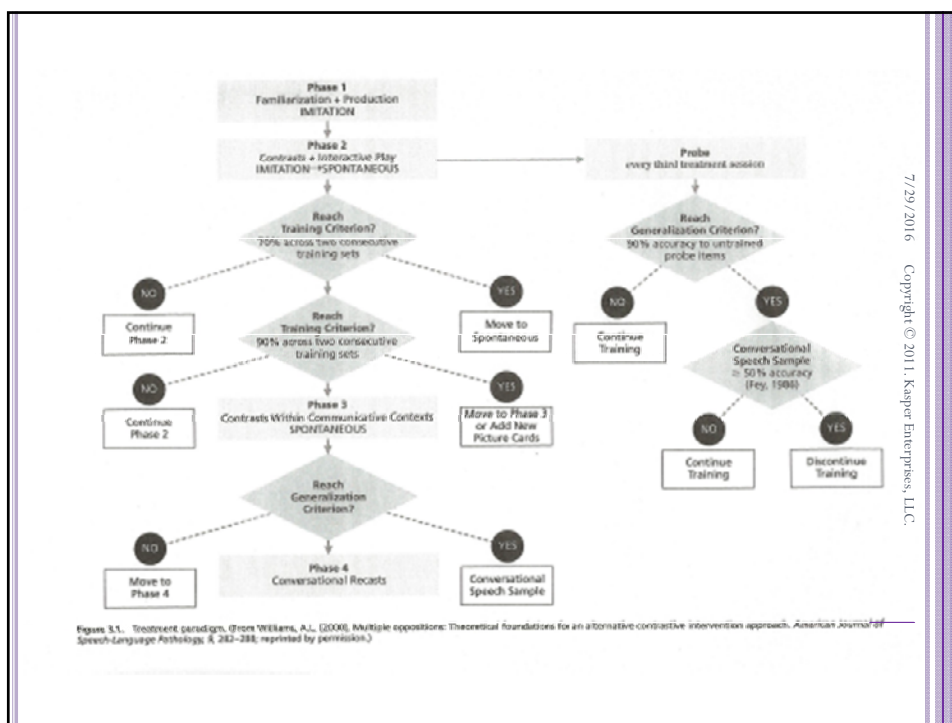 Phase 1
Familiarization + Production
IMITATION
Phase 2
Contrasts + Interactive Play
IMITATION→SPONTANEOUS
Probe
every third treatment session
Reach
Training Criterion?
70% across two consecutive
training sets
Reach
Generalization Criterion?
90% accuracy to untrained
probe items
NO
Continue
Phase 2
YES
Move to
Spontaneous
NO
Continue
Training
YES
Reach
Training Criterion?
90% across two consecutive
training sets
Conversational
Speech Sample
≥ 50% accuracy
(Fey, 1986)
NO
Continue
Phase 2
YES
Move to Phase 3
or Add New
Picture Cards
NO
Continue
Training
YES
Discontinue
Training
Phase 3
Contrasts Within Communicative Contexts
SPONTANEOUS
Reach
Generalization
Criterion?
NO
Move to
Phase 4
YES
Conversational
Speech Sample
Phase 4
Conversational Recasts
Figure 3.1. Treatment paradigm. (From Williams, A.L. (2000). Multiple oppositions: Theoretical foundations for an alternative contrastive intervention approach. American Journal of
Speech-Language Pathology, 9, 282–288; reprinted by permission.)
7/29/2016 Copyright © 2011. Kasper Enterprises, LLC.